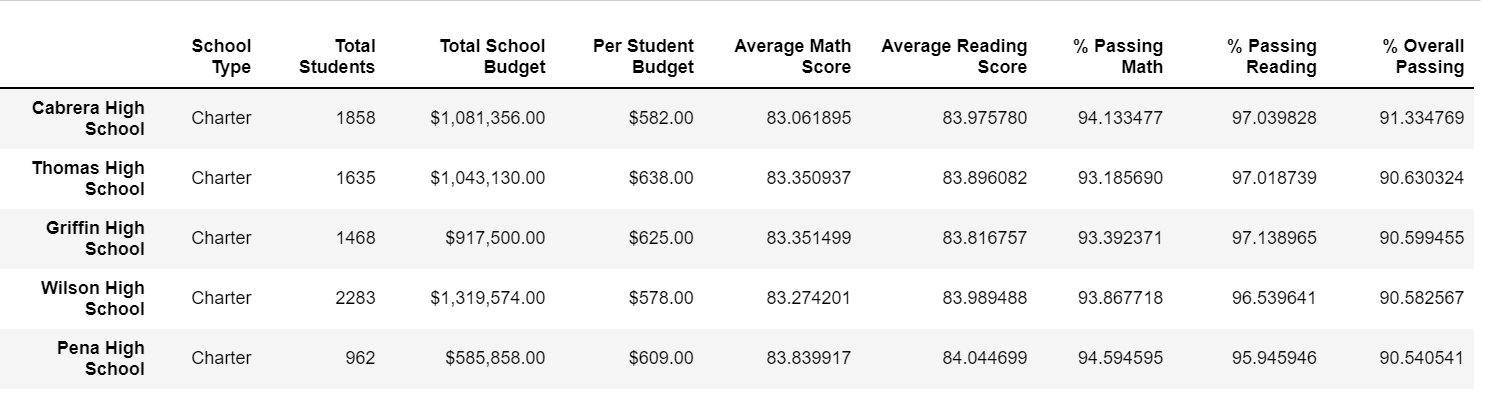 School Type Total Students Total School Budget Per Student Budget Average Math Score Average Reading Score % Passing Math % Passing Reading % Overall Passing
Cabrera High School Charter 1858 $1,081,356.00 $582.00 83.061895 83.975780 94.133477 97.039828 91.334769
Thomas High School Charter 1635 $1,043,130.00 $638.00 83.350937 83.896082 93.185690 97.018739 90.630324
Griffin High School Charter 1468 $917,500.00 $625.00 83.351499 83.816757 93.392371 97.138965 90.599455
Wilson High School Charter 2283 $1,319,574.00 $578.00 83.274201 83.989488 93.867718 96.539641 90.582567
Pena High School Charter 962 $585,858.00 $609.00 83.839917 84.044699 94.594595 95.945946 90.540541